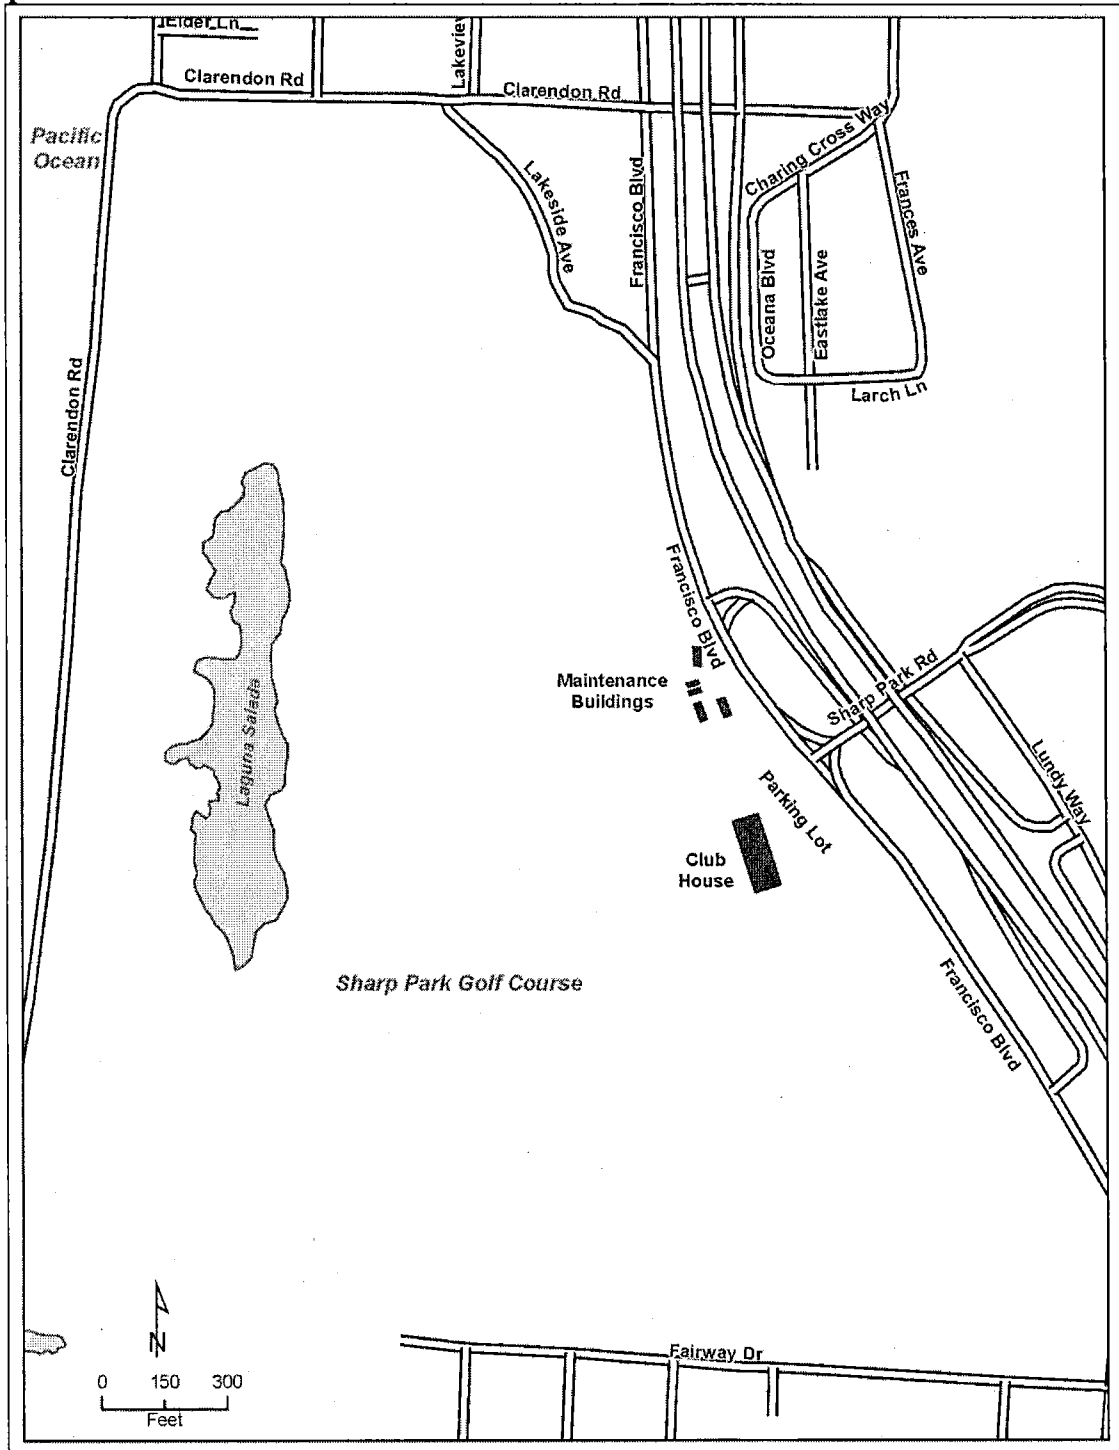 Elder Ln
Clarendon Rd
Lakeview
Clarendon Rd
Pacific
Ocean
Charing Cross Way
Francisco Blvd
Lakeside Ave
Frances Ave
Oceana Blvd
Eastlake Ave
Clarendon Rd
Larch Ln
Francisco Blvd
Maintenance
Buildings
Sharp Park Rd
Laguna Salada
Lundy Way
Parking Lot
Club
House
Sharp Park Golf Course
Francisco Blvd
N
Fairway Dr
0 150 300
Feet